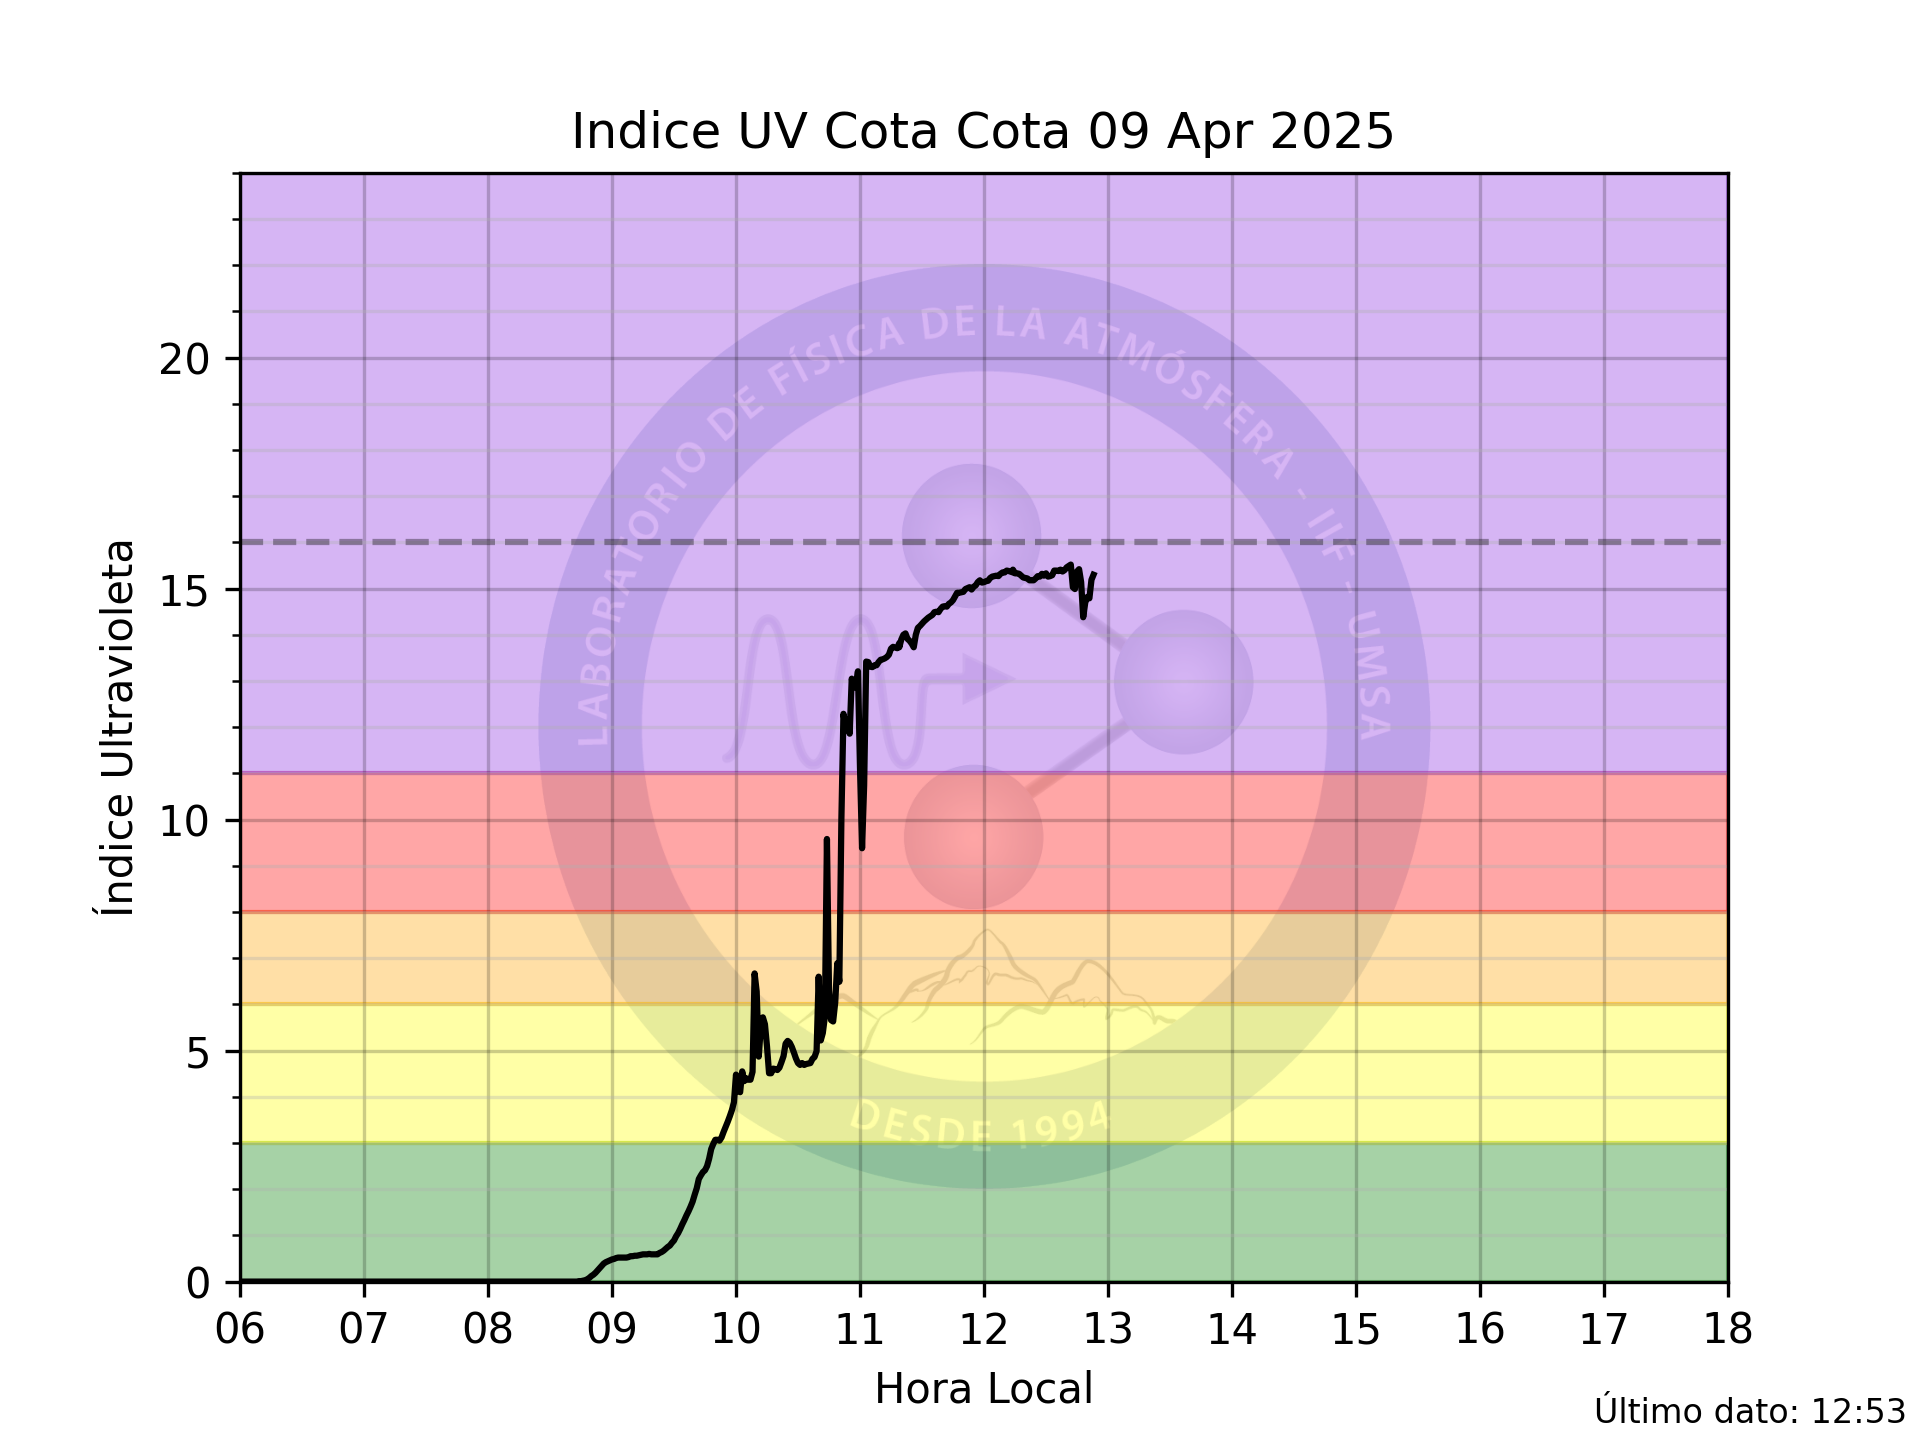 Indice UV Cota Cota 09 Apr 2025
LABORATORIO DE FÍSICA DE LA ATMÓSFERA - IIF - UMSA
20
15
10
5
0
Índice Ultravioleta
DESDE 1994
06 07 08 09 10 11 12 13 14 15 16 17 18
Hora Local
Último dato: 12:53